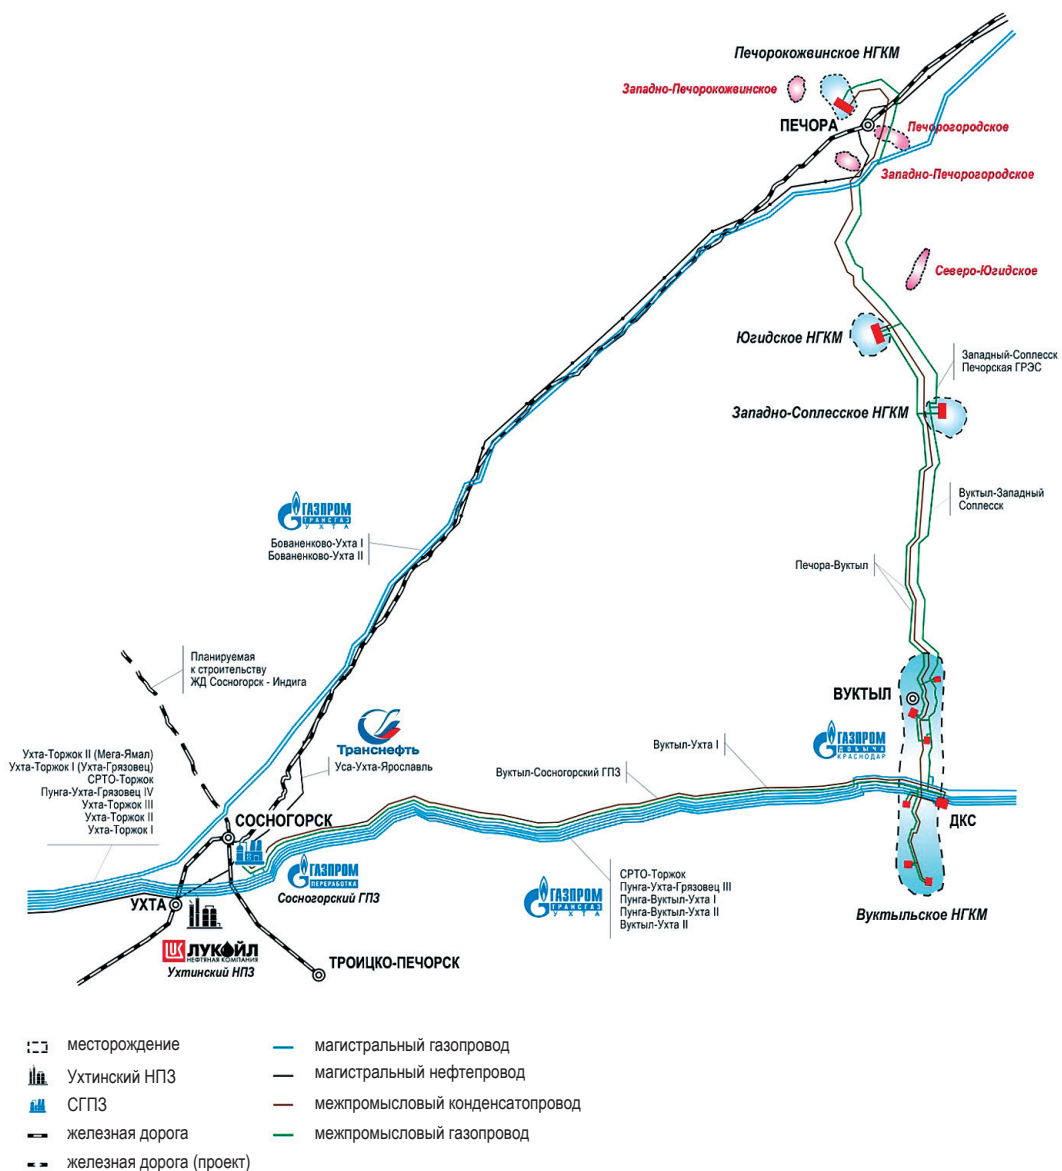 Печорокожвинское НГКМ
Западно-Печорокожвинское
ПЕЧОРА
Печорогородское
Западно-Печорогородское
Северо-Югидское
Югидское НГКМ
Западный-Соплесск
Печорская ГРЭС
Западно-Соплесское НГКМ
Вуктыл-Западный
Соплесск
ГАЗПРОМ
ТРАНСГАЗ
УХТА
Бованенково-Ухта I
Бованенково-Ухта II
Печора-Вуктыл
Планируемая
к строительству
ЖД Сосногорск - Индига
ВУКТЫЛ
Транснефть
Уса-Ухта-Ярославль
ГАЗПРОМ
ДОБЫЧА
КРАСНОДАР
Вуктыл-Ухта I
Вуктыл-Сосногорский ГПЗ
Ухта-Торжок II (Мега-Ямал)
Ухта-Торжок I (Ухта-Грязовец)
СРТО-Торжок
Пунга-Ухта-Грязовец IV
Ухта-Торжок III
Ухта-Торжок II
Ухта-Торжок I
СОСНОГОРСК
ДКС
ГАЗПРОМ
ПЕРЕРАБОТКА
Сосногорский ГПЗ
ГАЗПРОМ
ТРАНСГАЗ
УХТА
СРТО-Торжок
Пунга-Ухта-Грязовец III
Пунга-Вуктыл-Ухта I
Пунга-Вуктыл-Ухта II
Вуктыл-Ухта II
УХТА
Вуктыльское НГКМ
LUK ЛУКОЙЛ
НЕФТЯНАЯ КОМПАНИЯ
Ухтинский НПЗ
ТРОИЦКО-ПЕЧОРСК
месторождение
Ухтинский НПЗ
СГПЗ
железная дорога
железная дорога (проект)
магистральный газопровод
магистральный нефтепровод
межпромысловый конденсатопровод
межпромысловый газопровод